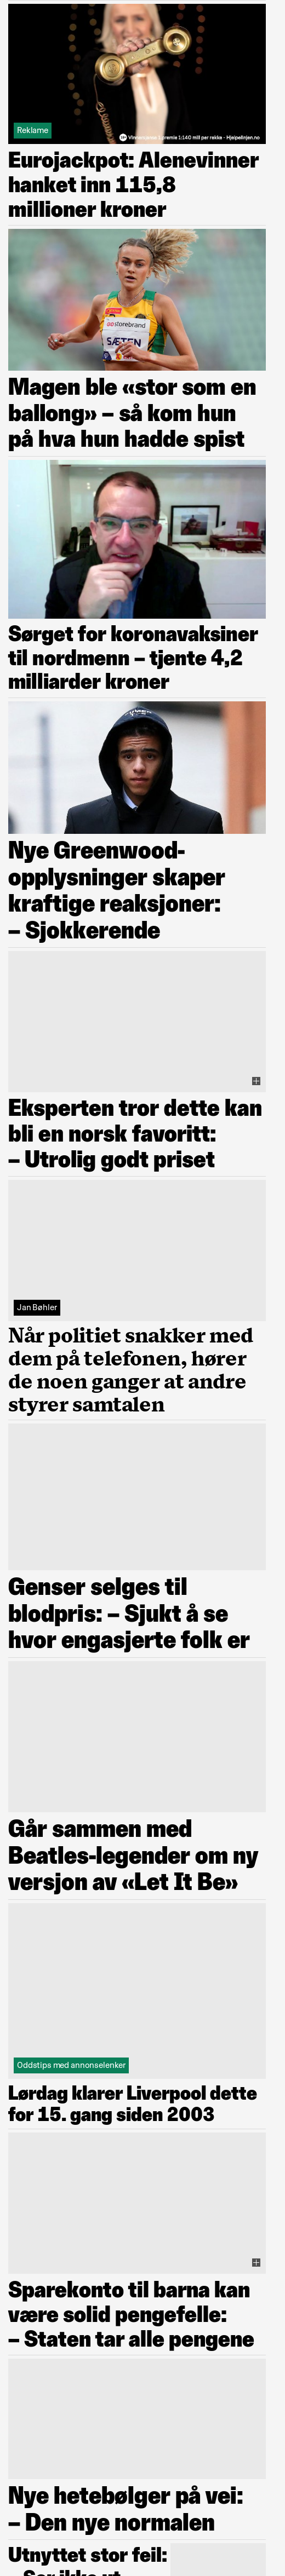 Reklame
Vinnersjanse 1. premie 1:140 mill per rekke - Hjelpelinjen.no
Eurojackpot: Alenevinner
hanket inn 115,8
millioner kroner
storebrand
SÆTEN
Magen ble «stor som en
ballong» – så kom hun
på hva hun hadde spist
Sørget for koronavaksiner
til nordmenn – tjente 4,2
milliarder kroner
Nye Greenwood-
opplysninger skaper
kraftige reaksjoner:
– Sjokkerende
Eksperten tror dette kan
bli en norsk favoritt:
– Utrolig godt priset
Jan Bøhler
Når politiet snakker med
dem på telefonen, hører
de noen ganger at andre
styrer samtalen
Genser selges til
blodpris: – Sjukt å se
hvor engasjerte folk er
Går sammen med
Beatles-legender om ny
versjon av «Let It Be»
Oddstips med annonselenker
Lørdag klarer Liverpool dette
for 15. gang siden 2003
Sparekonto til barna kan
være solid pengefelle:
– Staten tar alle pengene
Nye hetebølger på vei:
– Den nye normalen
Utnyttet stor feil: